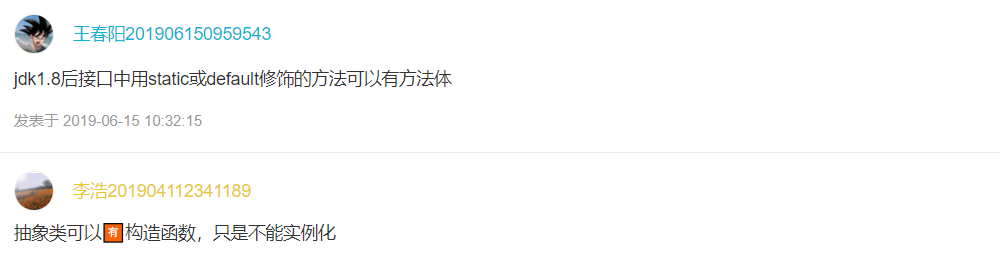 王春阳201906150959543
jdk1.8后接口中用static或default修饰的方法可以有方法体
发表于 2019-06-15 10:32:15
李浩201904112341189
抽象类可以🈶构造函数，只是不能实例化